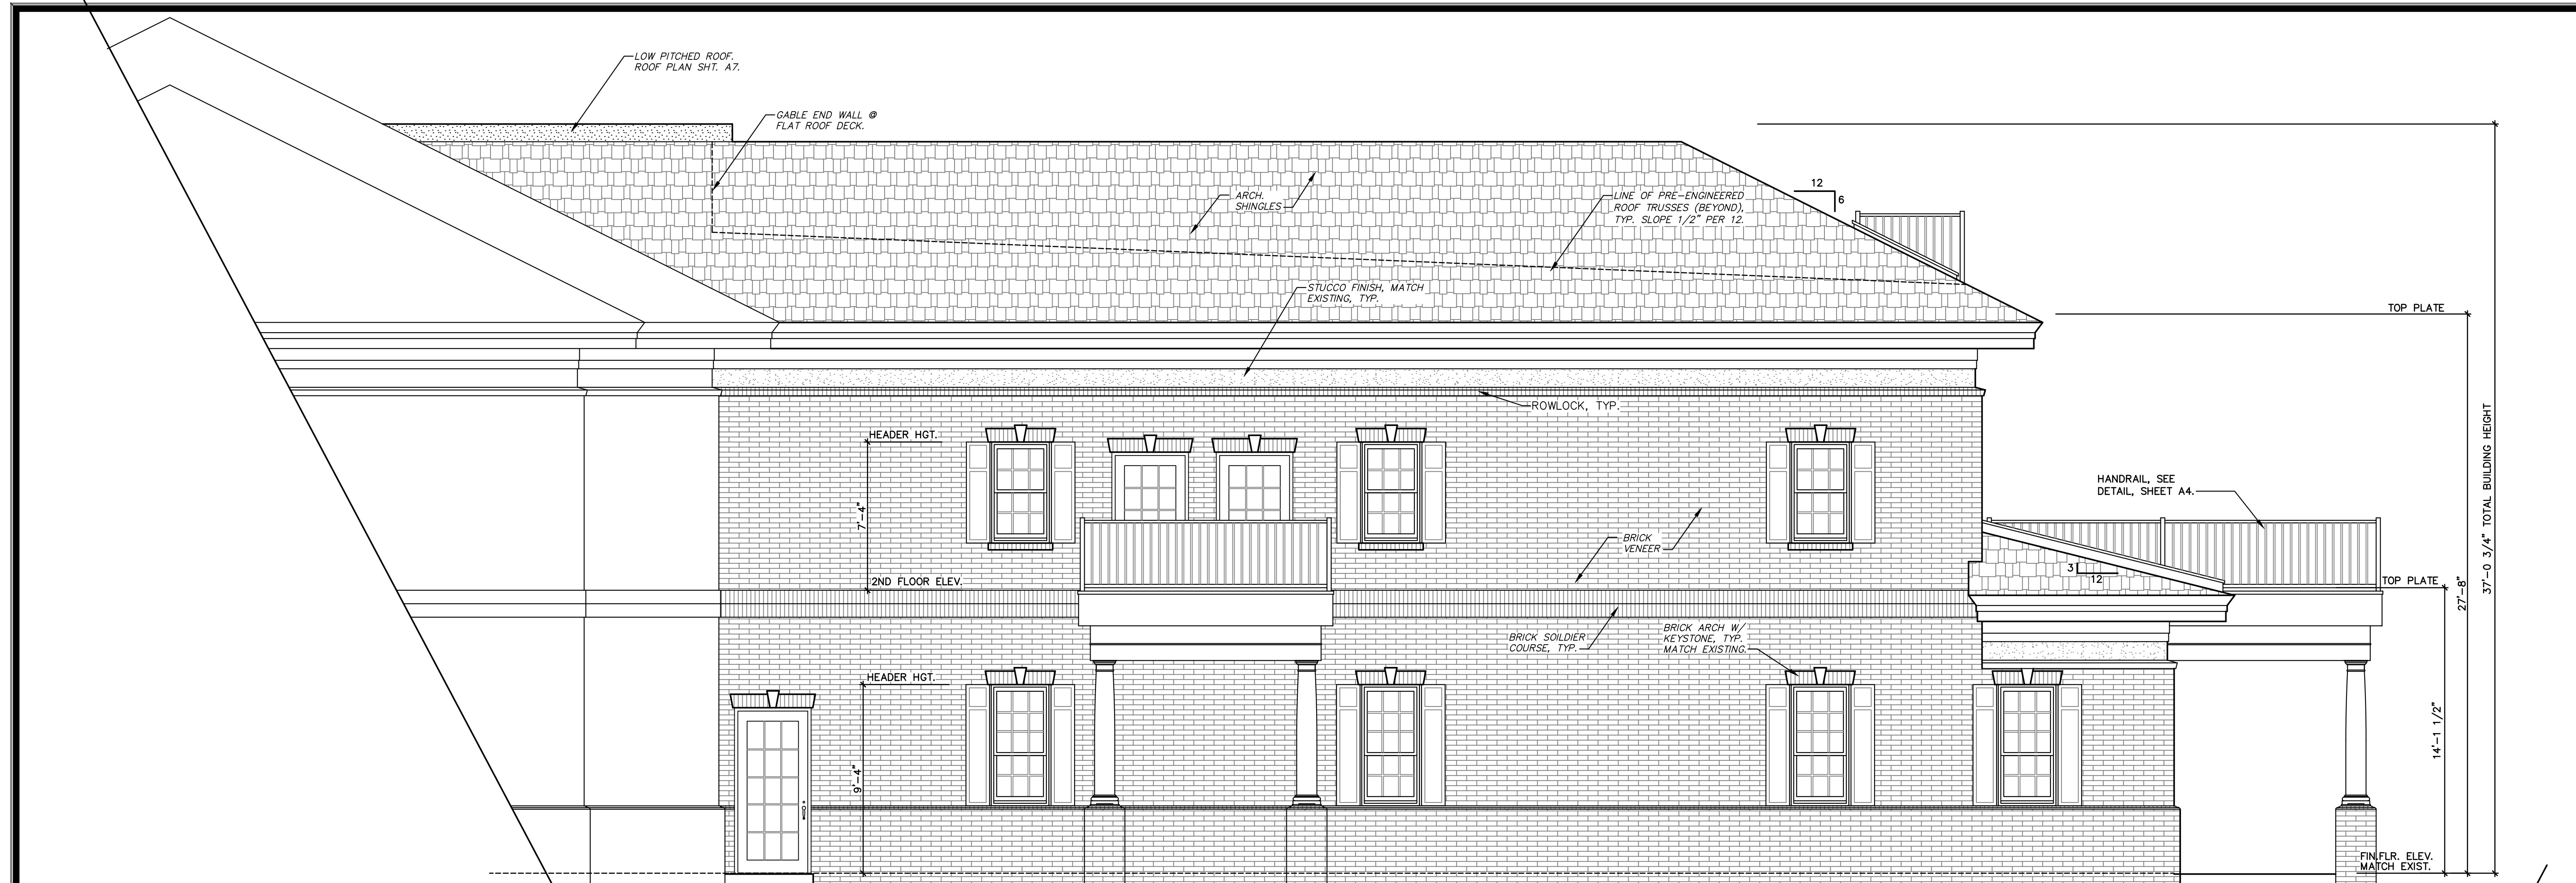 LOW PITCHED ROOF.
ROOF PLAN SHT. A7.
GABLE END WALL @
FLAT ROOF DECK.
ARCH.
SHINGLES
LINE OF PRE-ENGINEERED
ROOF TRUSSES (BEYOND),
TYP. SLOPE 1/2" PER 12.
12
6
STUCCO FINISH, MATCH
EXISTING, TYP.
TOP PLATE
ROWLOCK, TYP.
HEADER HGT.
7'-4"
2ND FLOOR ELEV.
BRICK
VENEER
HANDRAIL, SEE
DETAIL, SHEET A4.
3
12
TOP PLATE
27'-8"
37'-0 3/4" TOTAL BUILDING HEIGHT
BRICK SOILDIER
COURSE, TYP.
BRICK ARCH W/
KEYSTONE, TYP.
MATCH EXISTING.
HEADER HGT.
9'-4"
14'-1 1/2"
FIN.FLR. ELEV.
MATCH EXIST.